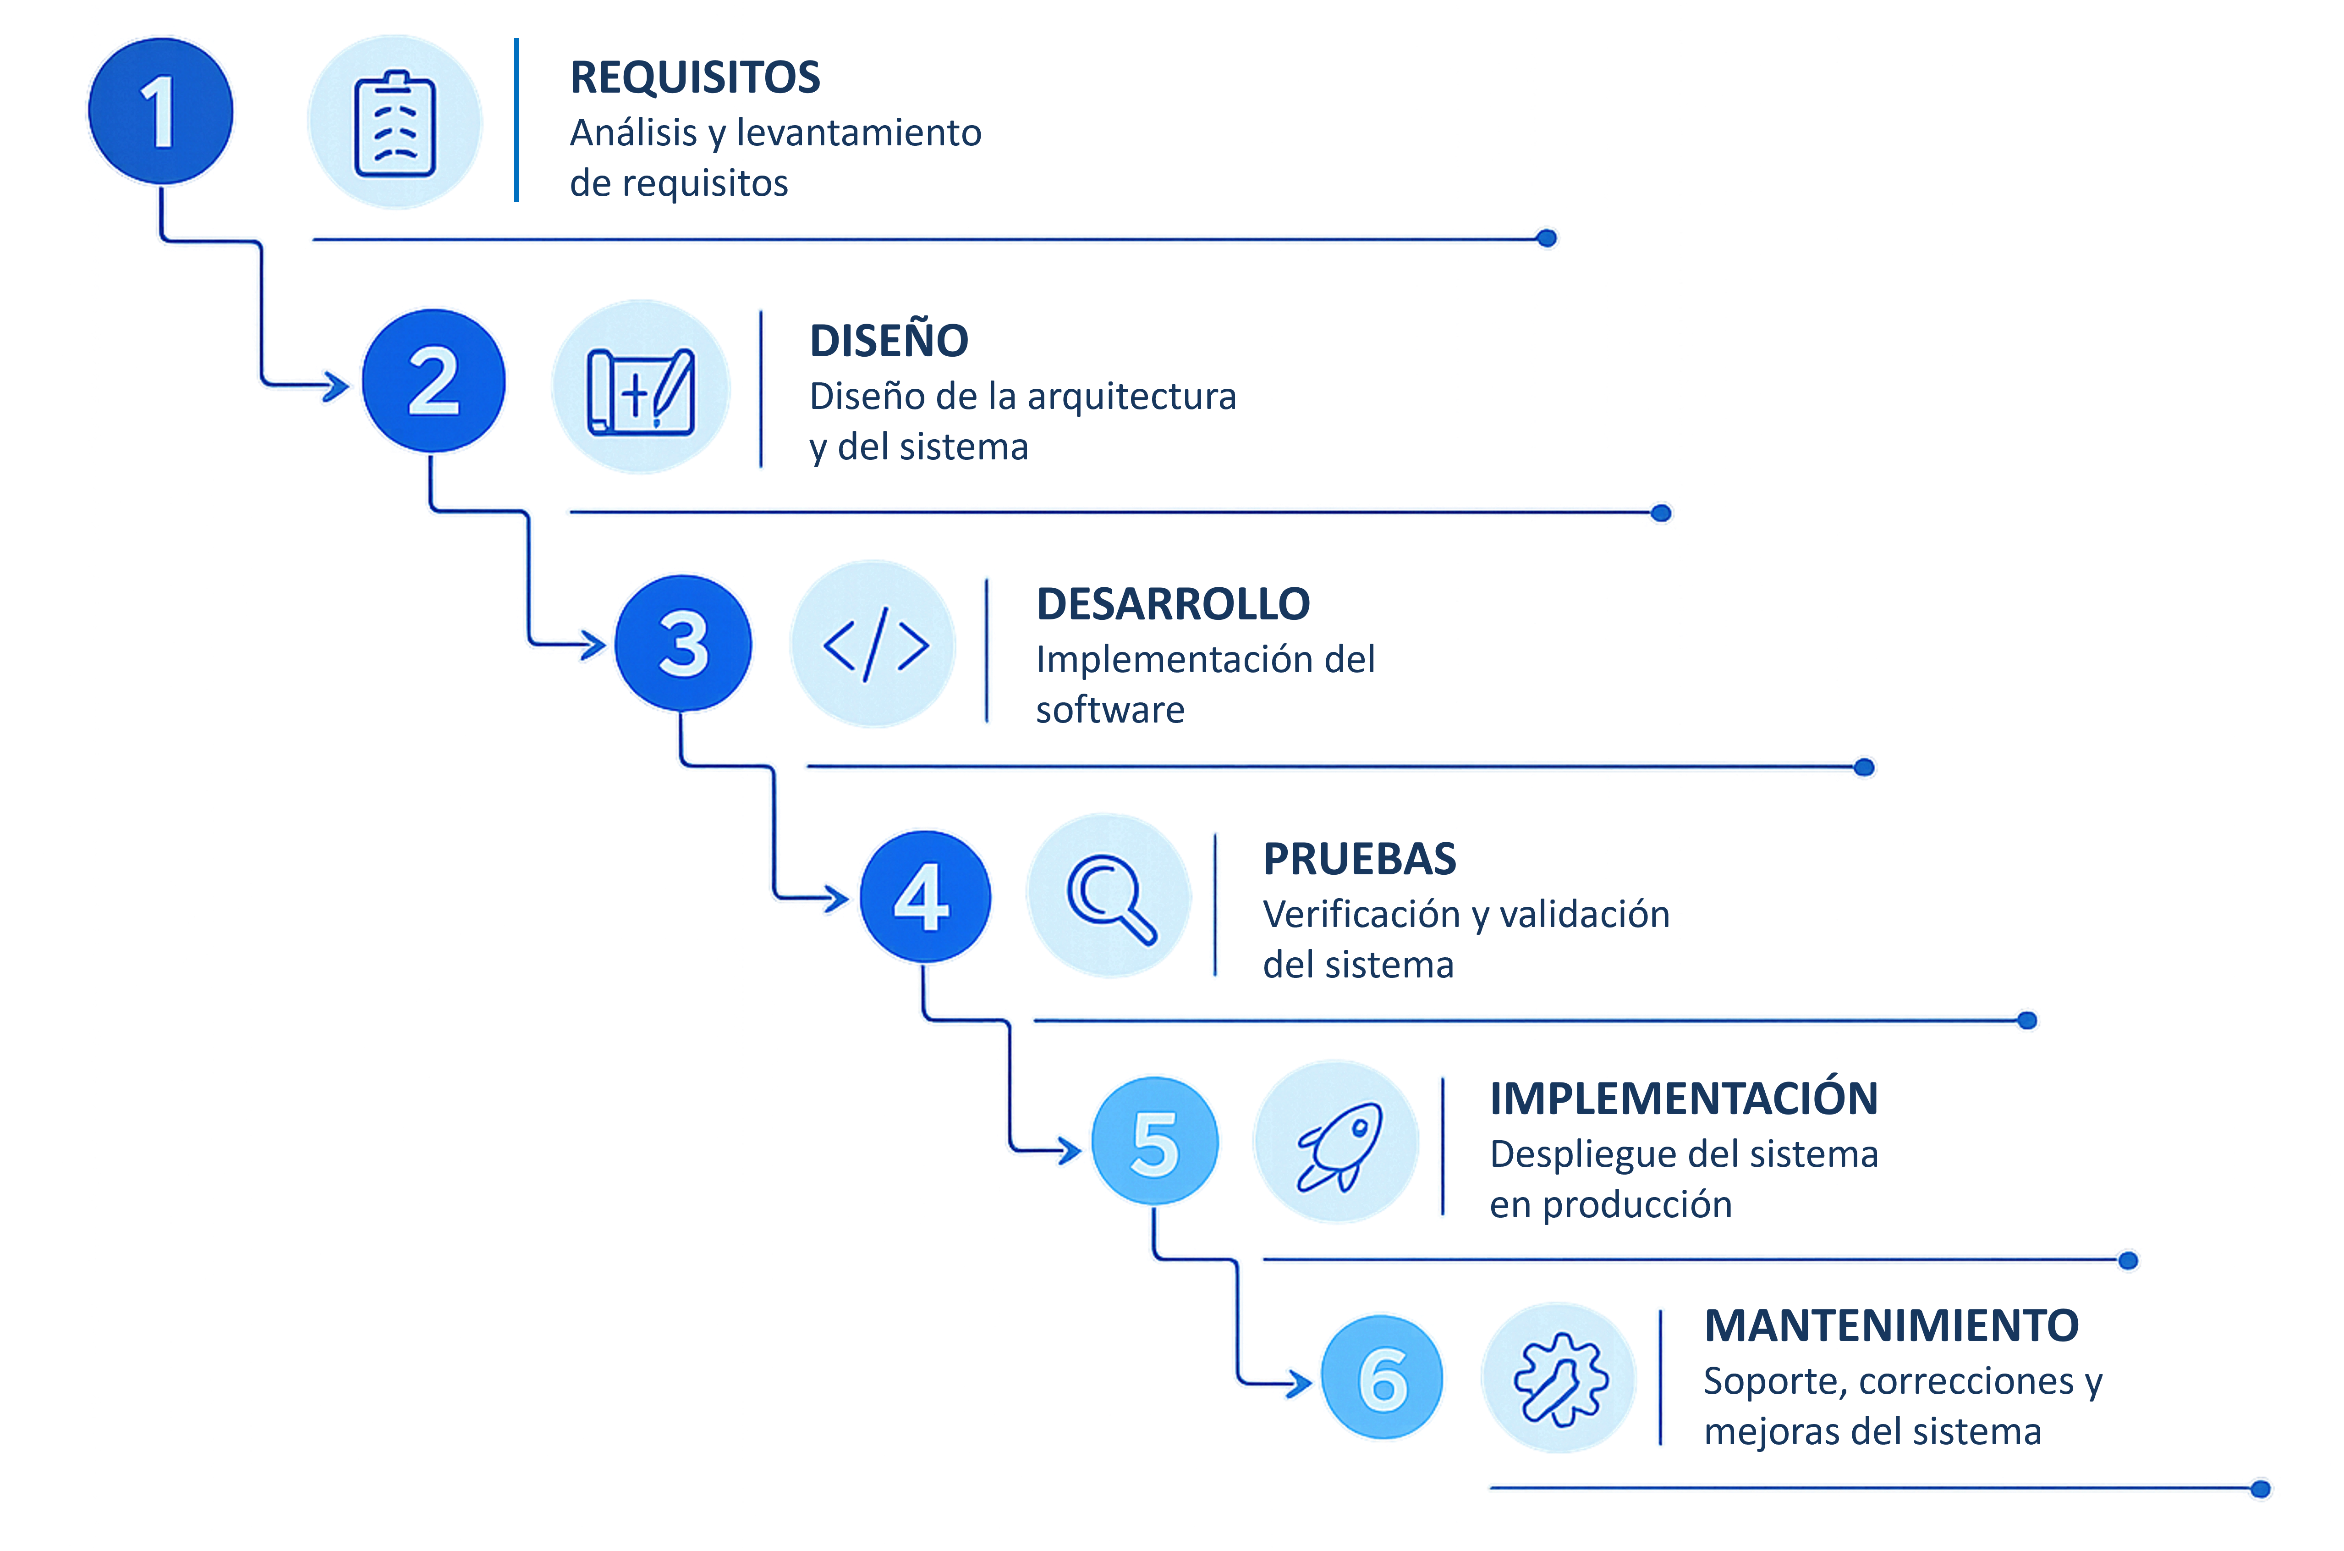 1
REQUISITOS
Análisis y levantamiento
de requisitos
2
DISEÑO
Diseño de la arquitectura
y del sistema
3
DESARROLLO
Implementación del
software
4
PRUEBAS
Verificación y validación
del sistema
5
IMPLEMENTACIÓN
Despliegue del sistema
en producción
6
MANTENIMIENTO
Soporte, correcciones y
mejoras del sistema